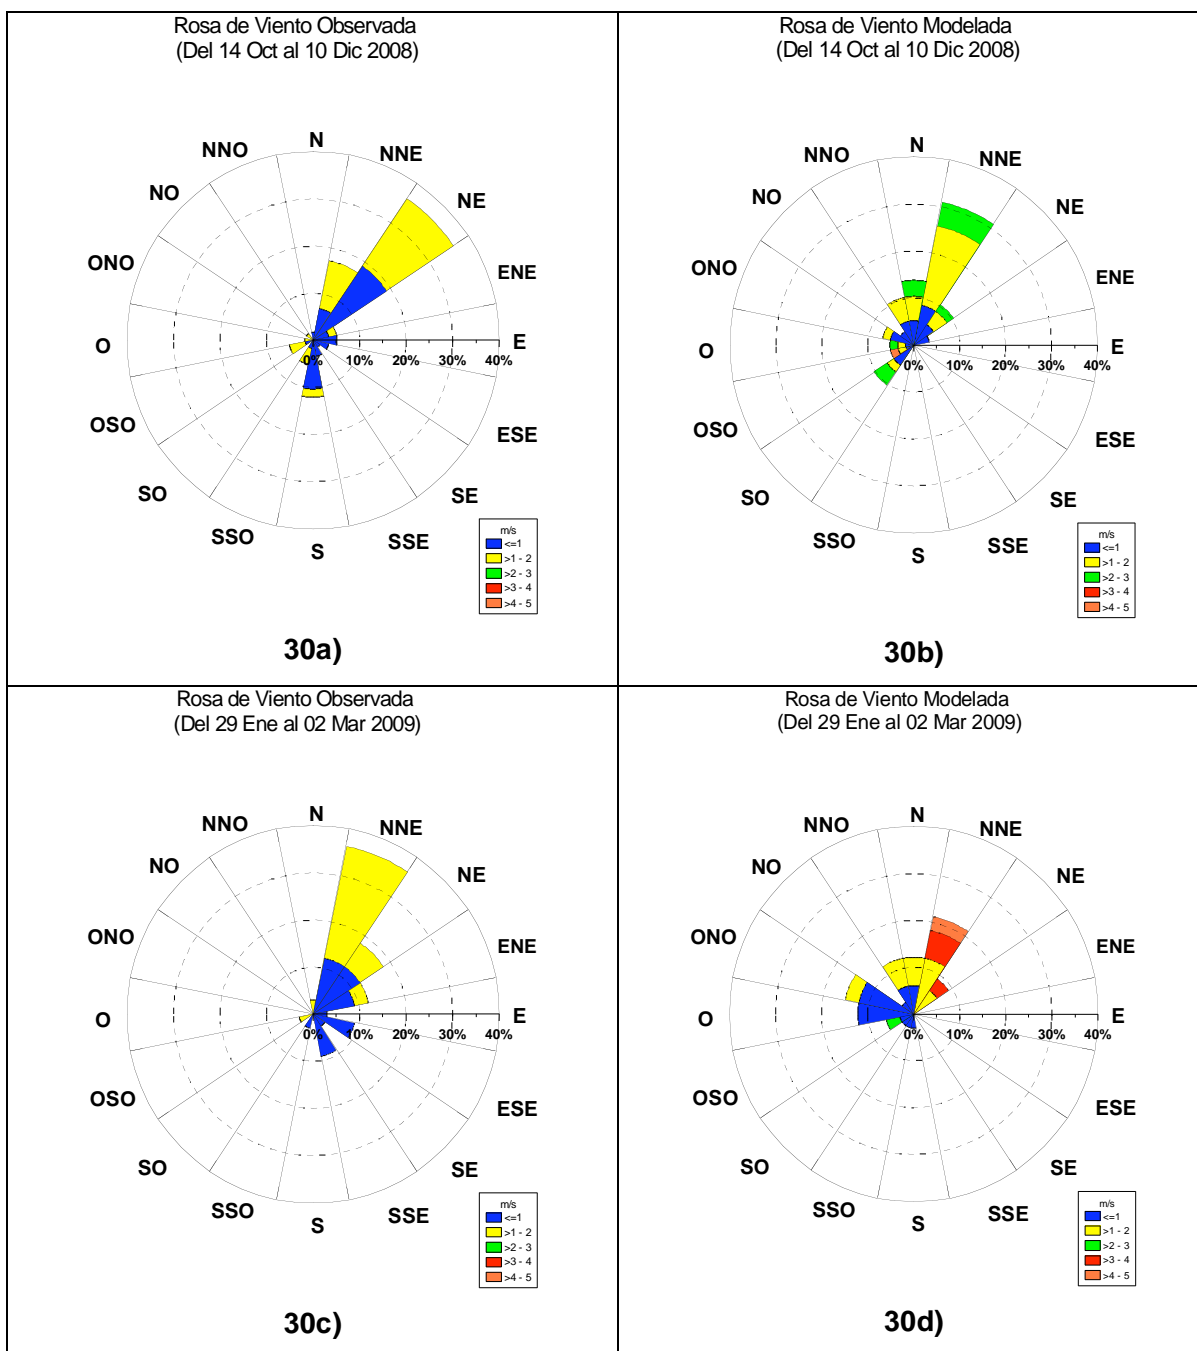 Rosa de Viento Observada
(Del 14 Oct al 10 Dic 2008)
N
NNO
NNE
NO
NE
ONO
ENE
O
E
0% 10% 20% 30% 40%
OSO
ESE
SO
SE
SSO
SSE
S
m/s
<=1
>1 - 2
>2 - 3
>3 - 4
>4 - 5
30a)
Rosa de Viento Modelada
(Del 14 Oct al 10 Dic 2008)
N
NNO
NNE
NO
NE
ONO
ENE
O
E
0% 10% 20% 30% 40%
OSO
ESE
SO
SE
SSO
SSE
S
m/s
<=1
>1 - 2
>2 - 3
>3 - 4
>4 - 5
30b)
Rosa de Viento Observada
(Del 29 Ene al 02 Mar 2009)
N
NNO
NNE
NO
NE
ONO
ENE
O
E
0% 10% 20% 30% 40%
OSO
ESE
SO
SE
SSO
SSE
S
m/s
<=1
>1 - 2
>2 - 3
>3 - 4
>4 - 5
30c)
Rosa de Viento Modelada
(Del 29 Ene al 02 Mar 2009)
N
NNO
NNE
NO
NE
ONO
ENE
O
E
0% 10% 20% 30% 40%
OSO
ESE
SO
SE
SSO
SSE
S
m/s
<=1
>1 - 2
>2 - 3
>3 - 4
>4 - 5
30d)